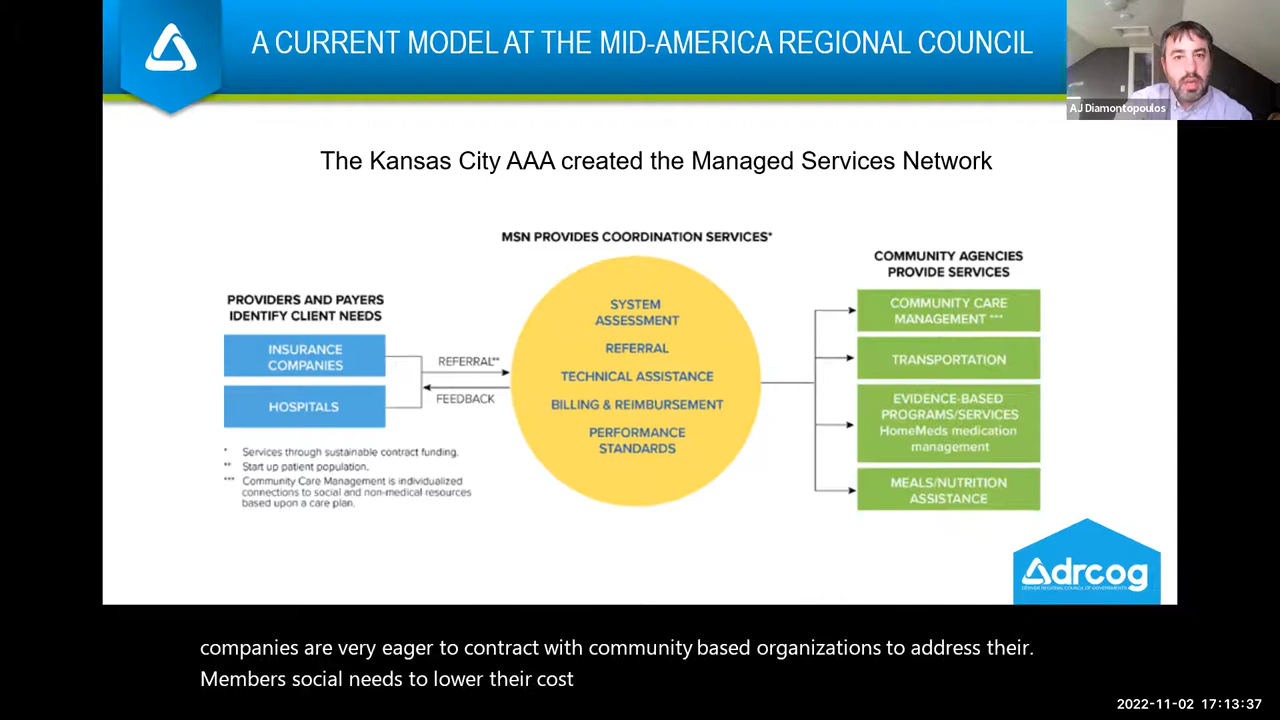 A CURRENT MODEL AT THE MID-AMERICA REGIONAL COUNCIL
AJ Diamontopoulos
The Kansas City AAA created the Managed Services Network
MSN PROVIDES COORDINATION SERVICES*
PROVIDERS AND PAYERS
IDENTIFY CLIENT NEEDS
INSURANCE
COMPANIES
HOSPITALS
REFERRAL**
FEEDBACK
* Services through sustainable contract funding.
** Start up patient population.
*** Community Care Management is individualized
connections to social and non-medical resources
based upon a care plan.
SYSTEM
ASSESSMENT
REFERRAL
TECHNICAL ASSISTANCE
BILLING & REIMBURSEMENT
PERFORMANCE
STANDARDS
COMMUNITY AGENCIES
PROVIDE SERVICES
COMMUNITY CARE
MANAGEMENT ***
TRANSPORTATION
EVIDENCE-BASED
PROGRAMS/SERVICES
HomeMeds medication
management
MEALS/NUTRITION
ASSISTANCE
drcog
DENVER REGIONAL COUNCIL OF GOVERNMENTS
companies are very eager to contract with community based organizations to address their.
Members social needs to lower their cost
2022-11-02 17:13:37